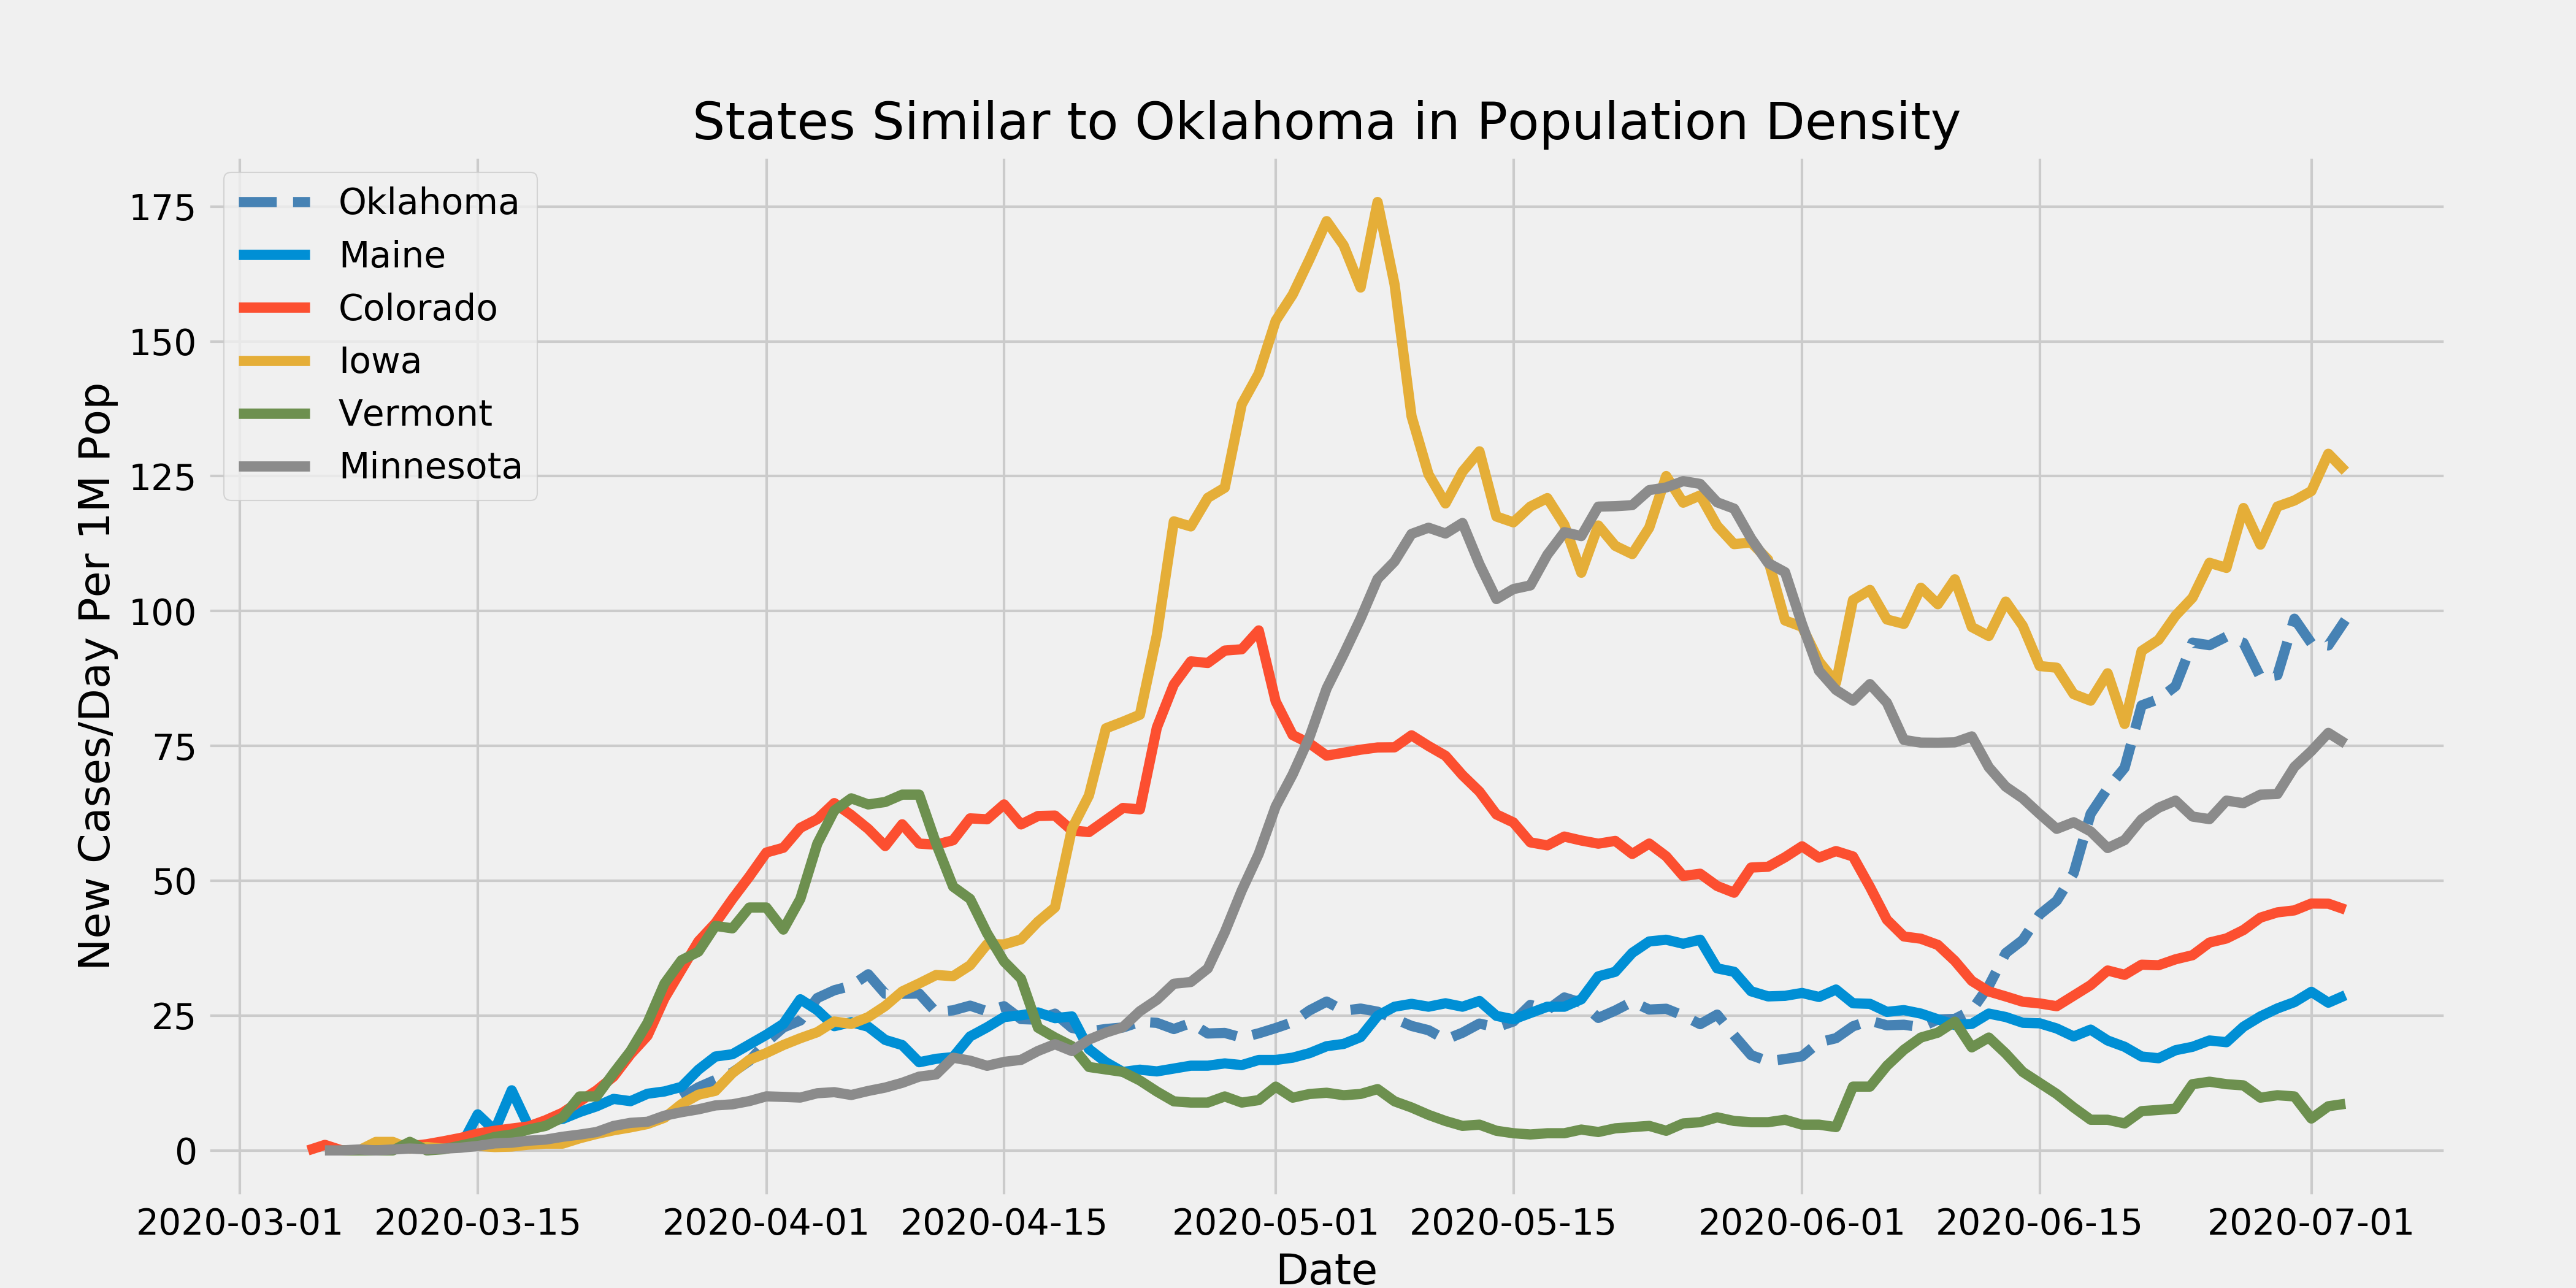 States Similar to Oklahoma in Population Density
Oklahoma
Maine
Colorado
Iowa
Vermont
Minnesota
175
150
125
100
75
50
25
0
New Cases/Day Per 1M Pop
2020-03-01 2020-03-15 2020-04-01 2020-04-15 2020-05-01 2020-05-15 2020-06-01 2020-06-15 2020-07-01
Date